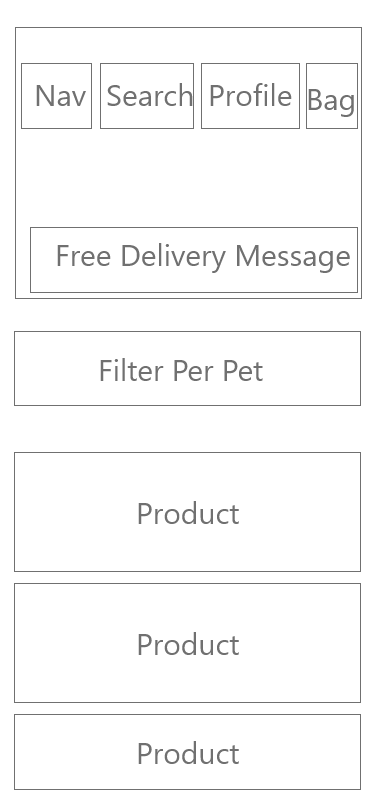 Nav Search Profile Bag
Free Delivery Message
Filter Per Pet
Product
Product
Product